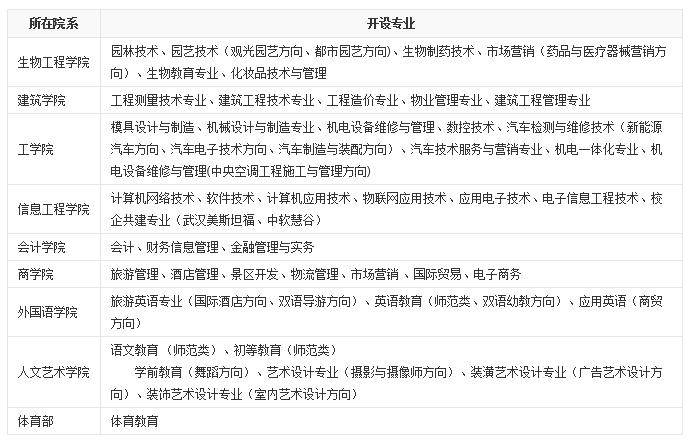 所在院系 开设专业
生物工程学院 园林技术、园艺技术（观光园艺方向、都市园艺方向)、生物制药技术、市场营销（药品与医疗器械营销方
向）、生物教育专业、化妆品技术与管理
建筑学院 工程测量技术专业、建筑工程技术专业、工程造价专业、物业管理专业、建筑工程管理专业
工学院 模具设计与制造、机械设计与制造专业、机电设备维修与管理、数控技术、汽车检测与维修技术（新能源
汽车方向、汽车电子技术方向、汽车制造与装配方向）、汽车技术服务与营销专业、机电一体化专业、机
电设备维修与管理(中央空调工程施工与管理方向)
信息工程学院 计算机网络技术、软件技术、计算机应用技术、物联网应用技术、应用电子技术、电子信息工程技术、校
企共建专业（武汉美斯坦福、中软慧谷）
会计学院 会计、财务信息管理、金融管理与实务
商学院 旅游管理、酒店管理、景区开发、物流管理、市场营销 、国际贸易、电子商务
外国语学院 旅游英语专业（国际酒店方向、双语导游方向）、英语教育（师范类、双语幼教方向）、应用英语（商贸
方向）
人文艺术学院 语文教育 （师范类）、初等教育（师范类）
学前教育（舞蹈方向）、艺术设计专业（摄影与摄像师方向）、装潢艺术设计专业（广告艺术设计方
向）、装饰艺术设计专业（室内艺术设计方向）
体育部 体育教育